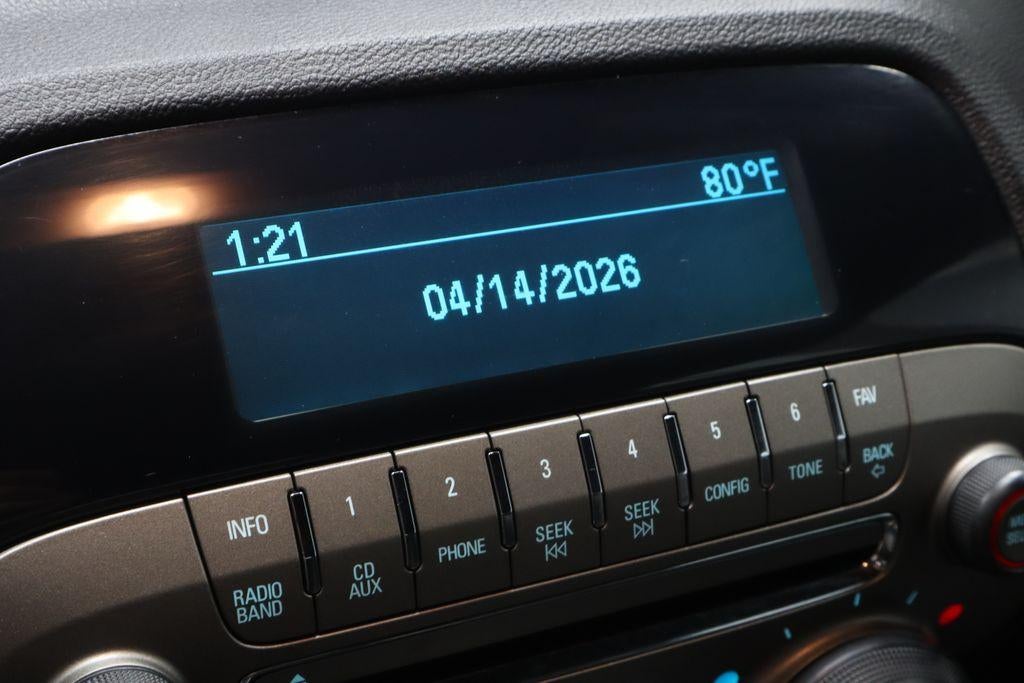 1:21 80°F
04/14/2026
INFO 1 2 3 4 5 6 FAV
RADIO BAND
CD AUX
PHONE
SEEK
SEEK
CONFIG
TONE
BACK